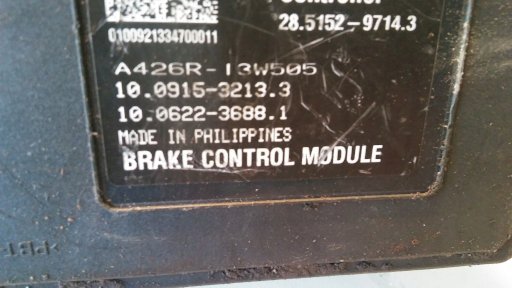 28.5152-9714.3
0100921334700011
A426R-13W505
10.0915-3213.3
10.0622-3688.1
MADE IN PHILIPPINES
BRAKE CONTROL MODULE